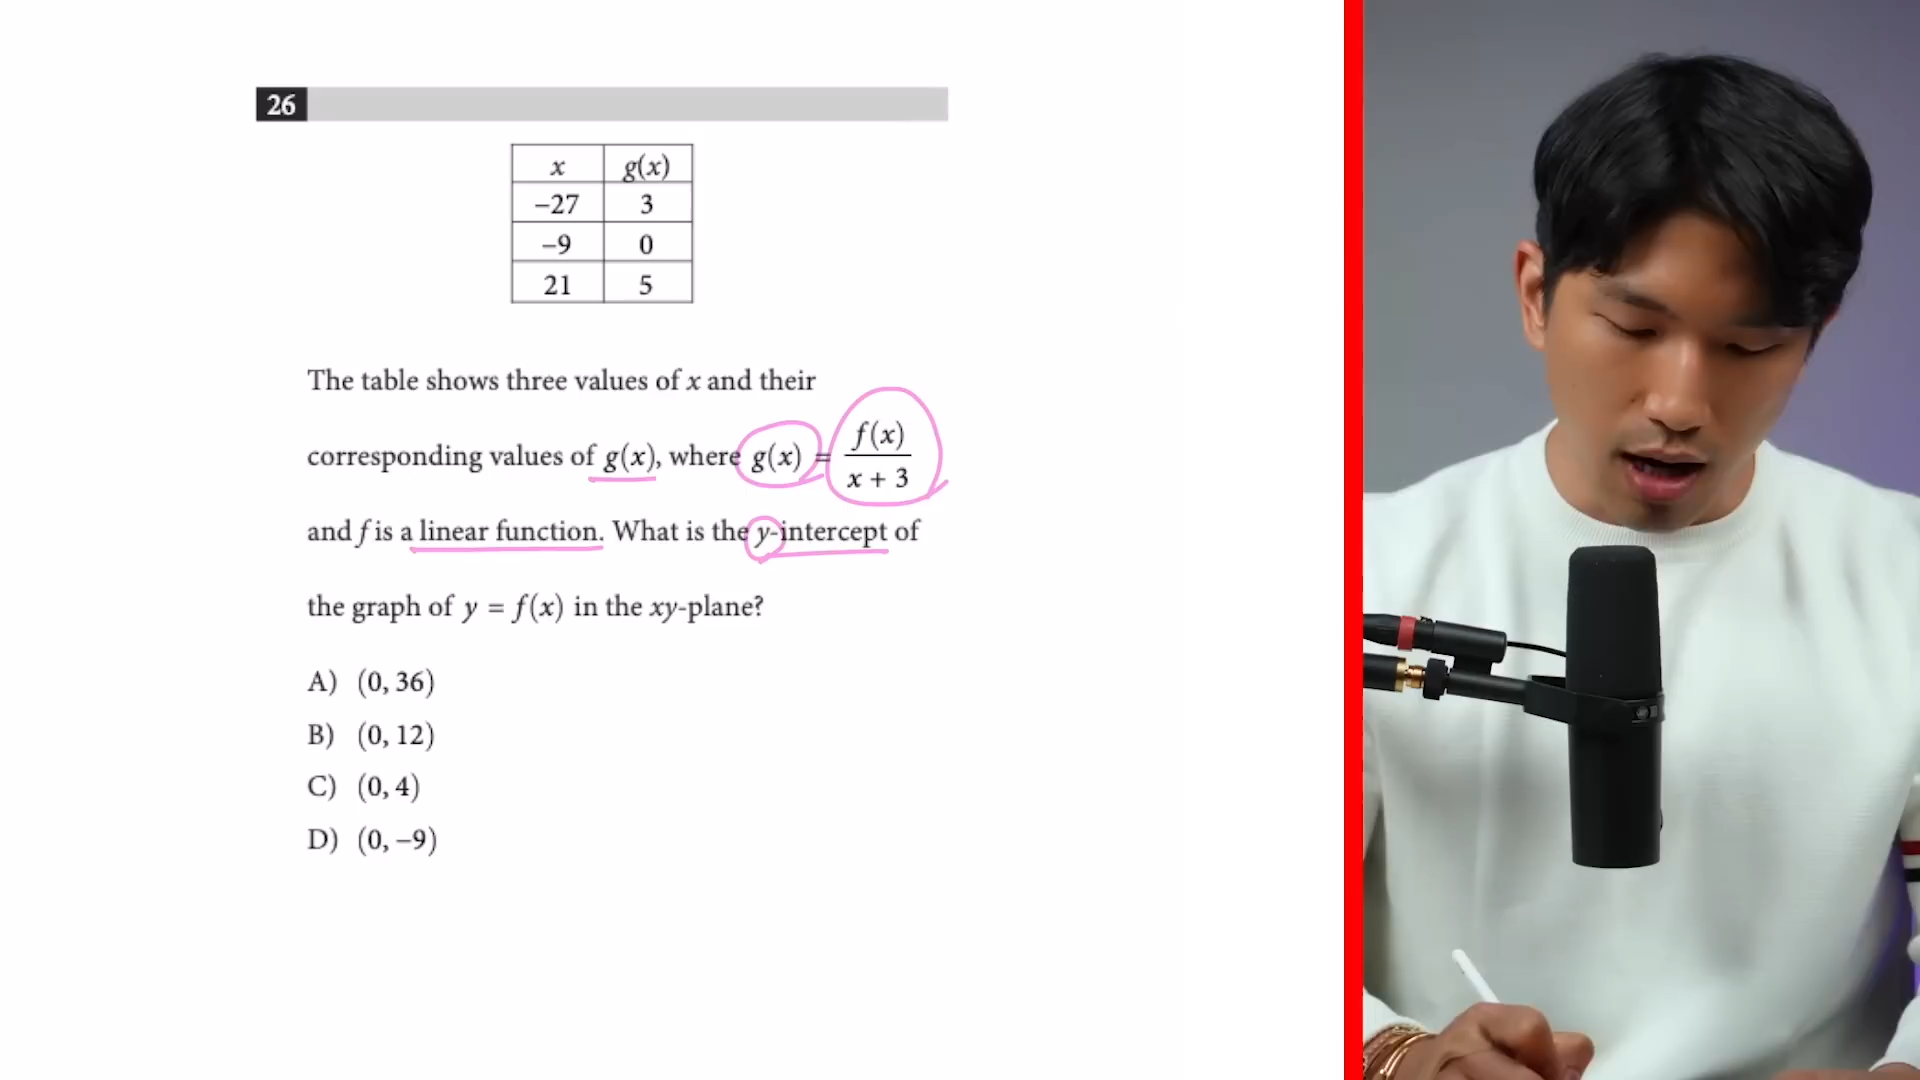 26
x g(x)
−27 3
−9 0
21 5
The table shows three values of x and their
corresponding values of g(x), where g(x) = f(x) / x + 3
and f is a linear function. What is the y-intercept of
the graph of y = f(x) in the xy-plane?
A) (0, 36)
B) (0, 12)
C) (0, 4)
D) (0, −9)